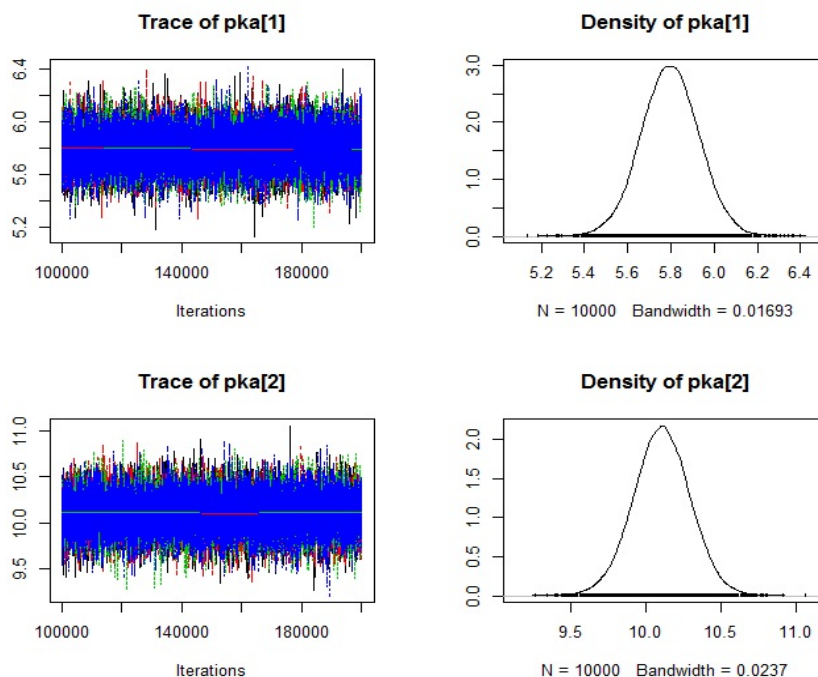 Trace of pka[1]
6.4
6.0
5.6
5.2
100000 140000 180000
Iterations
Density of pka[1]
3.0
2.0
1.0
0.0
5.2 5.4 5.6 5.8 6.0 6.2 6.4
N = 10000 Bandwidth = 0.01693
Trace of pka[2]
11.0
10.5
10.0
9.5
100000 140000 180000
Iterations
Density of pka[2]
2.0
1.5
1.0
0.5
0.0
9.5 10.0 10.5 11.0
N = 10000 Bandwidth = 0.0237